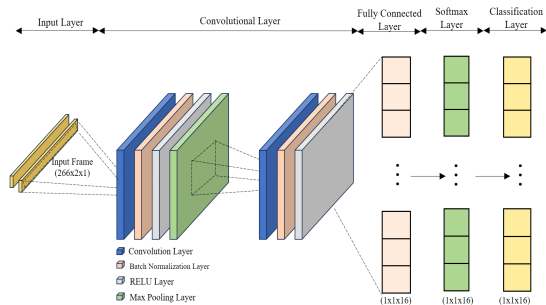 Input Layer
Convolutional Layer
Fully Connected
Layer
Softmax
Layer
Classification
Layer
Input Frame
(266x2x1)
Convolution Layer
Batch Normalization Layer
RELU Layer
Max Pooling Layer
(1x1x16)
(1x1x16)
(1x1x16)